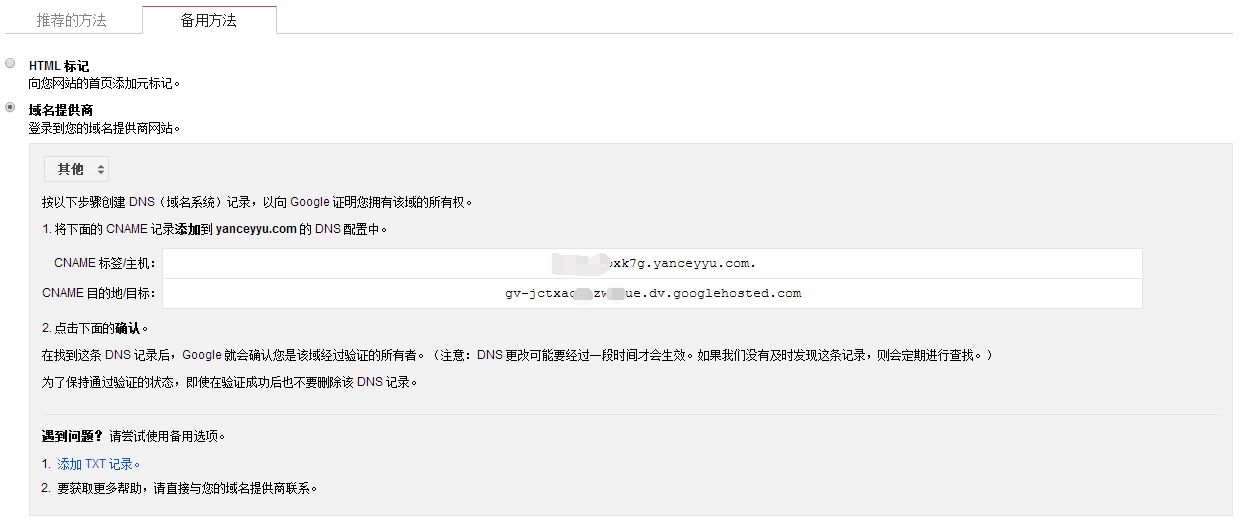 推荐的方法
备用方法
HTML 标记
向您网站的首页添加元标记。
域名提供商
登录到您的域名提供商网站。
其他
按以下步骤创建 DNS（域名系统）记录，以向 Google 证明您拥有该域的所有权。
1. 将下面的 CNAME 记录添加到 yanceyyu.com 的 DNS 配置中。
CNAME 标签/主机： xk7g.yanceyyu.com.
CNAME 目的地/目标： gv-jctxa z ue.dv.googlehosted.com
2. 点击下面的确认。
在找到这条 DNS 记录后，Google 就会确认您是该域经过验证的所有者。（注意：DNS 更改可能要经过一段时间才会生效。如果我们没有及时发现这条记录，则会定期进行查找。）
为了保持通过验证的状态，即使在验证成功后也不要删除该 DNS 记录。
遇到问题？ 请尝试使用备用选项。
1. 添加 TXT 记录。
2. 要获取更多帮助，请直接与您的域名提供商联系。